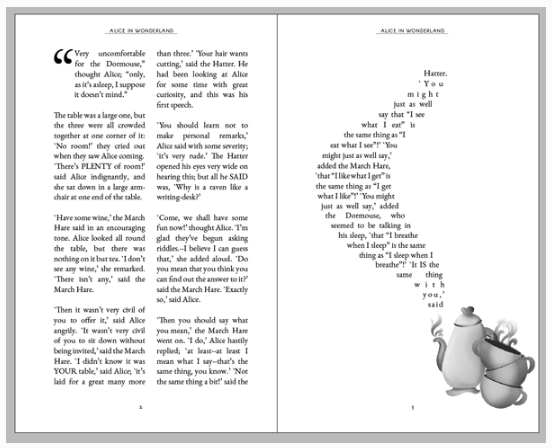 ALICE IN WONDERLAND
“Very uncomfortable
for the Dormouse,”
thought Alice; “only,
as it’s asleep, I suppose
it doesn’t mind.”
The table was a large one, but
the three were all crowded
together at one corner of it:
‘No room!’ they cried out
when they saw Alice coming.
‘There’s PLENTY of room!’
said Alice indignantly, and
she sat down in a large arm-
chair at one end of the table.
‘Have some wine,’ the March
Hare said in an encouraging
tone. Alice looked all round
the table, but there was
nothing on it but tea. ‘I don’t
see any wine,’ she remarked.
‘There isn’t any,’ said the
March Hare.
‘Then it wasn’t very civil of
you to offer it,’ said Alice
angrily. ‘It wasn’t very civil
of you to sit down without
being invited,’ said the March
Hare. ‘I didn’t know it was
YOUR table,’ said Alice; ‘it’s
laid for a great many more
than three.’ ‘Your hair wants
cutting,’ said the Hatter. He
had been looking at Alice
for some time with great
curiosity, and this was his
first speech.
‘You should learn not to
make personal remarks,’
Alice said with some severity;
‘it’s very rude.’ The Hatter
opened his eyes very wide on
hearing this; but all he SAID
was, ‘Why is a raven like a
writing-desk?’
‘Come, we shall have some
fun now!’ thought Alice. ‘I’m
glad they’ve begun asking
riddles.–I believe I can guess
that,’ she added aloud. ‘Do
you mean that you think you
can find out the answer to it?’
said the March Hare. ‘Exactly
so,’ said Alice.
‘Then you should say what
you mean,’ the March Hare
went on. ‘I do,’ Alice hastily
replied; ‘at least–at least I
mean what I say–that’s the
same thing, you know.’ ‘Not
the same thing a bit!’ said the
ALICE IN WONDERLAND
Hatter.
‘You
might
just as well
say that “I see
what I eat” is
the same thing as “I
eat what I see”!’ ‘You
might just as well say,’
added the March Hare,
‘that “I like what I get” is
the same thing as “I get
what I like”!’ ‘You might
just as well say,’ added
the Dormouse, who
seemed to be talking in
his sleep, ‘that “I breathe
when I sleep” is the same
thing as “I sleep when I
breathe”!’ ‘It IS the
same thing
with
you,’
said